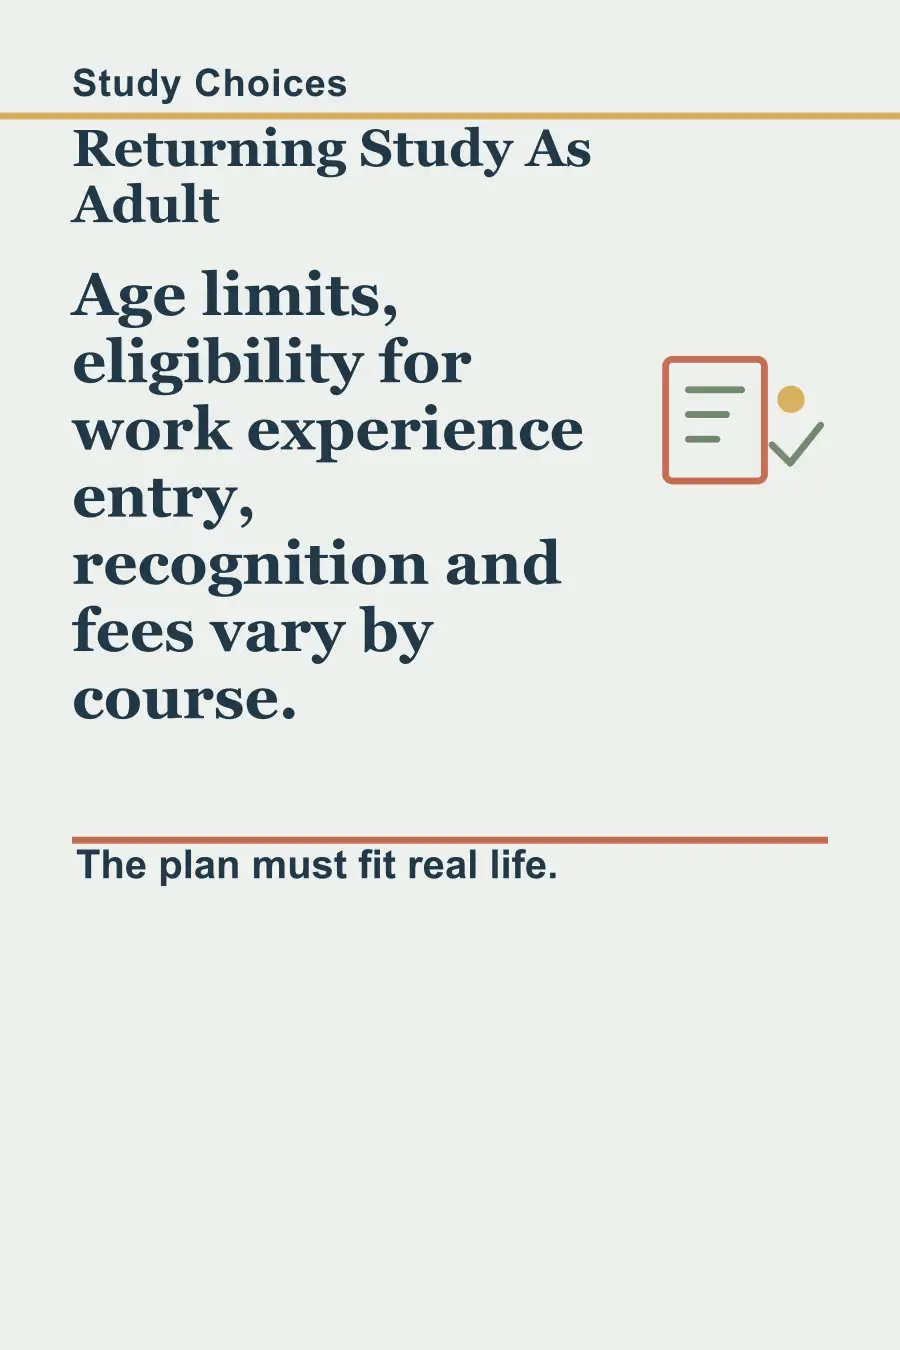 Study Choices
Returning Study As
Adult
Age limits,
eligibility for
work experience
entry,
recognition and
fees vary by
course.
The plan must fit real life.